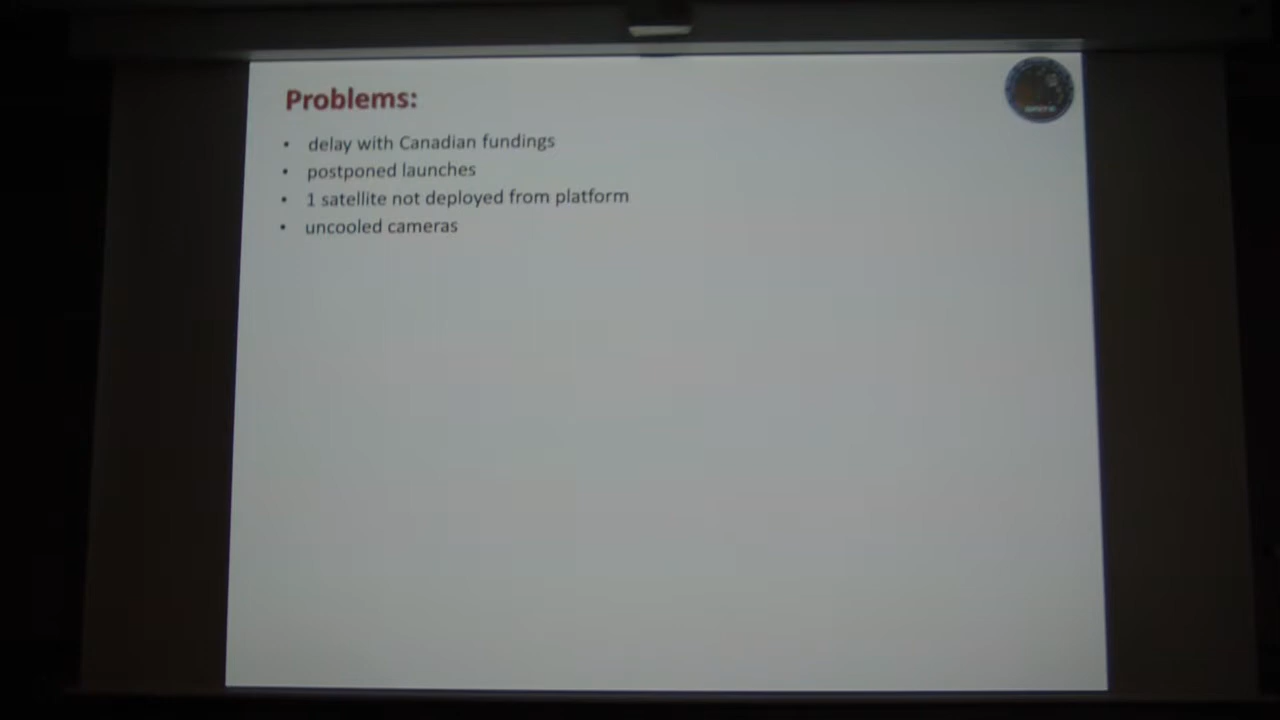 Problems:
• delay with Canadian fundings
• postponed launches
• 1 satellite not deployed from platform
• uncooled cameras